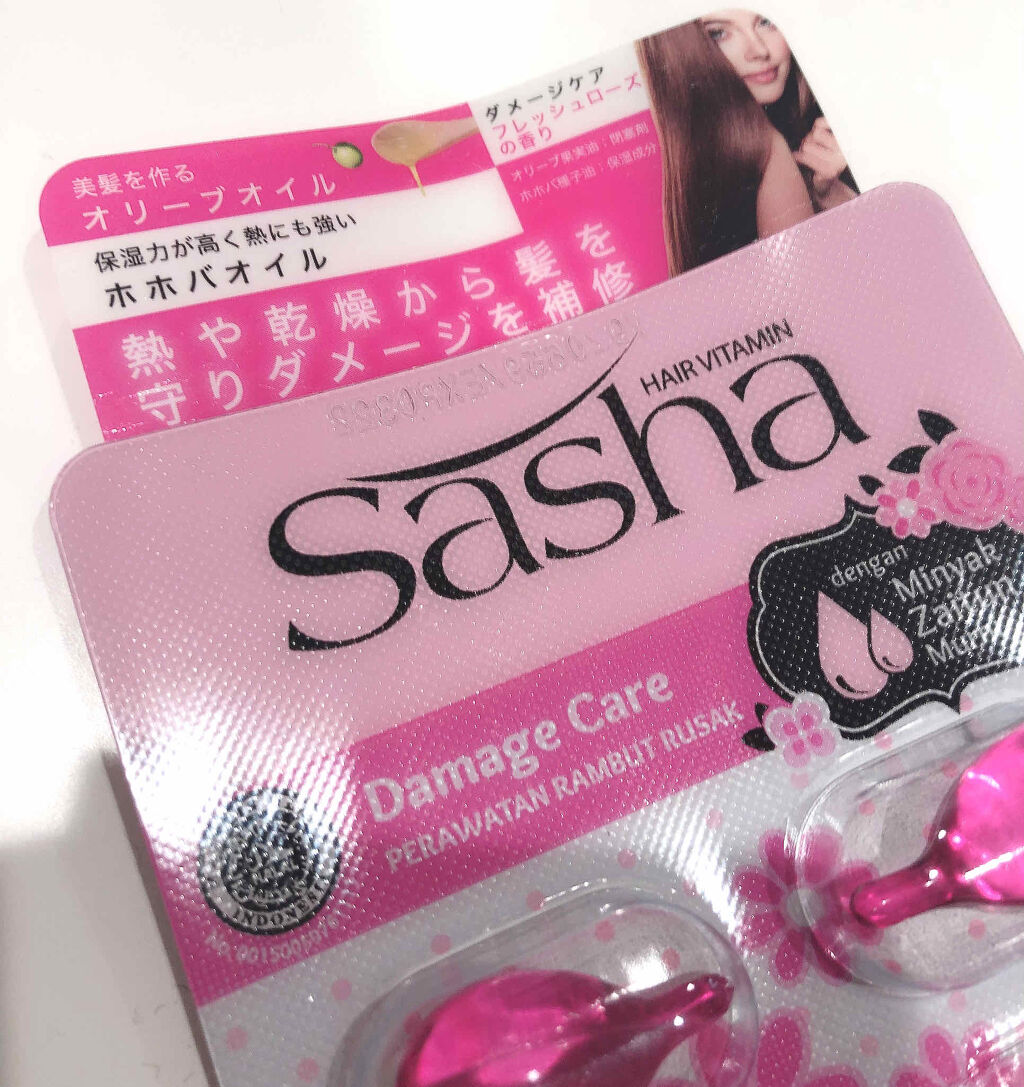 美髪を作る
オリーブオイル
保湿力が高く熱にも強い
ホホバオイル
熱や乾燥から髪を
守りダメージを補修
ダメージケア
フレッシュローズ
の香り
オリーブ果実油：閉塞剤
ホホバ種子油：保湿成分
HAIR VITAMIN
Sasha
dengan
Minyak
Zaitun
Murni
Damage Care
PERAWATAN RAMBUT RUSAK